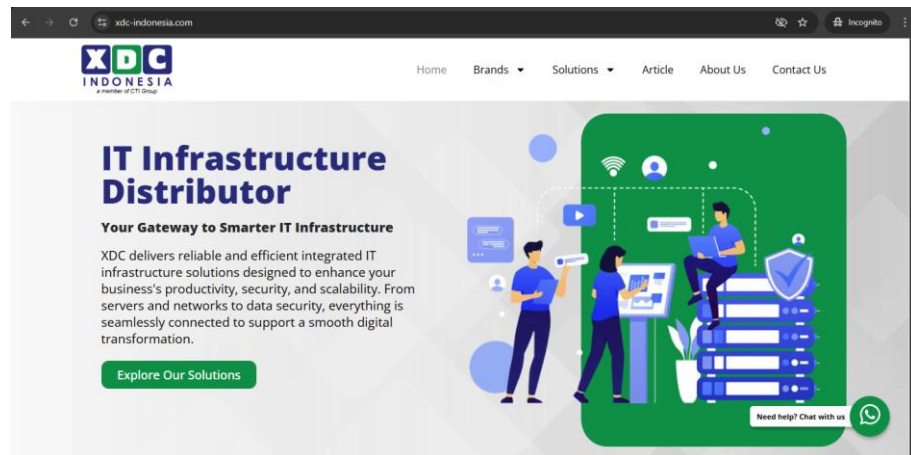 xdc-indonesia.com
Incognito
XDC
INDONESIA
a member of CTI Group
Home Brands Solutions Article About Us Contact Us
IT Infrastructure
Distributor
Your Gateway to Smarter IT Infrastructure
XDC delivers reliable and efficient integrated IT
infrastructure solutions designed to enhance your
business's productivity, security, and scalability. From
servers and networks to data security, everything is
seamlessly connected to support a smooth digital
transformation.
Explore Our Solutions
Need help? Chat with us